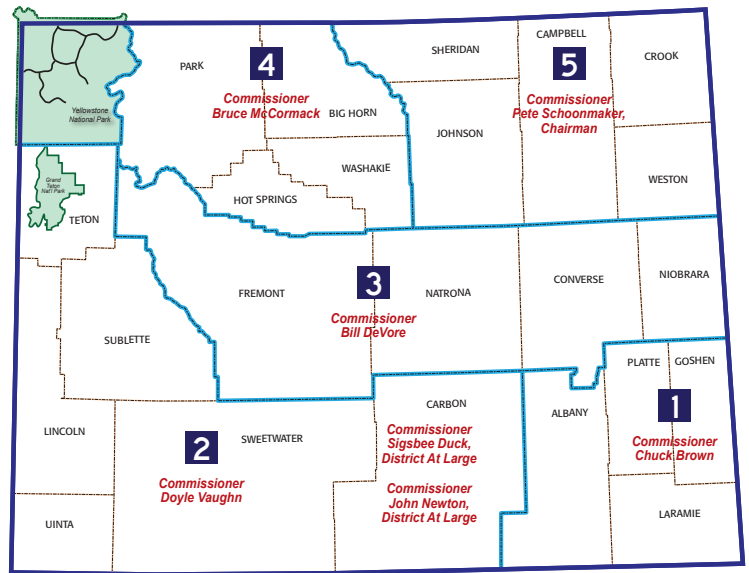 CAMPBELL
SHERIDAN
CROOK
PARK
4
5
Commissioner
Bruce McCormack
Commissioner
Pete Schoonmaker,
Chairman
Yellowstone
National Park
BIG HORN
JOHNSON
WASHAKIE
WESTON
Grand
Teton
Nat'l Park
HOT SPRINGS
TETON
3
FREMONT
NATRONA
CONVERSE
NIOBRARA
Commissioner
Bill DeVore
SUBLETTE
PLATTE
GOSHEN
1
CARBON
ALBANY
LINCOLN
2
SWEETWATER
Commissioner
Sigsbee Duck,
District At Large
Commissioner
Chuck Brown
Commissioner
Doyle Vaughn
Commissioner
John Newton,
District At Large
UINTA
LARAMIE